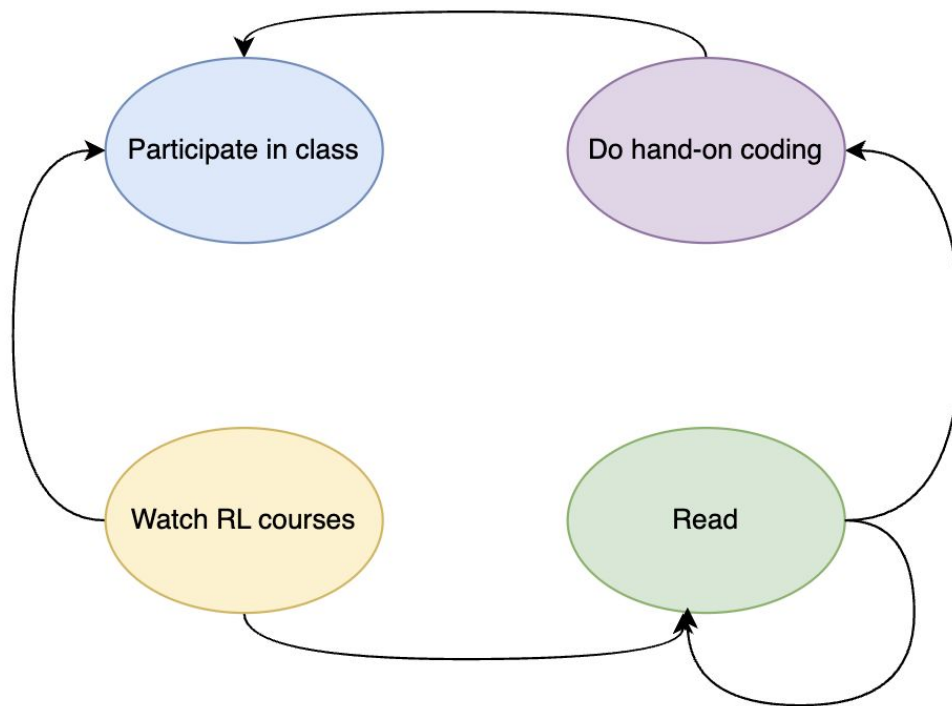 Participate in class
Do hand-on coding
Watch RL courses
Read